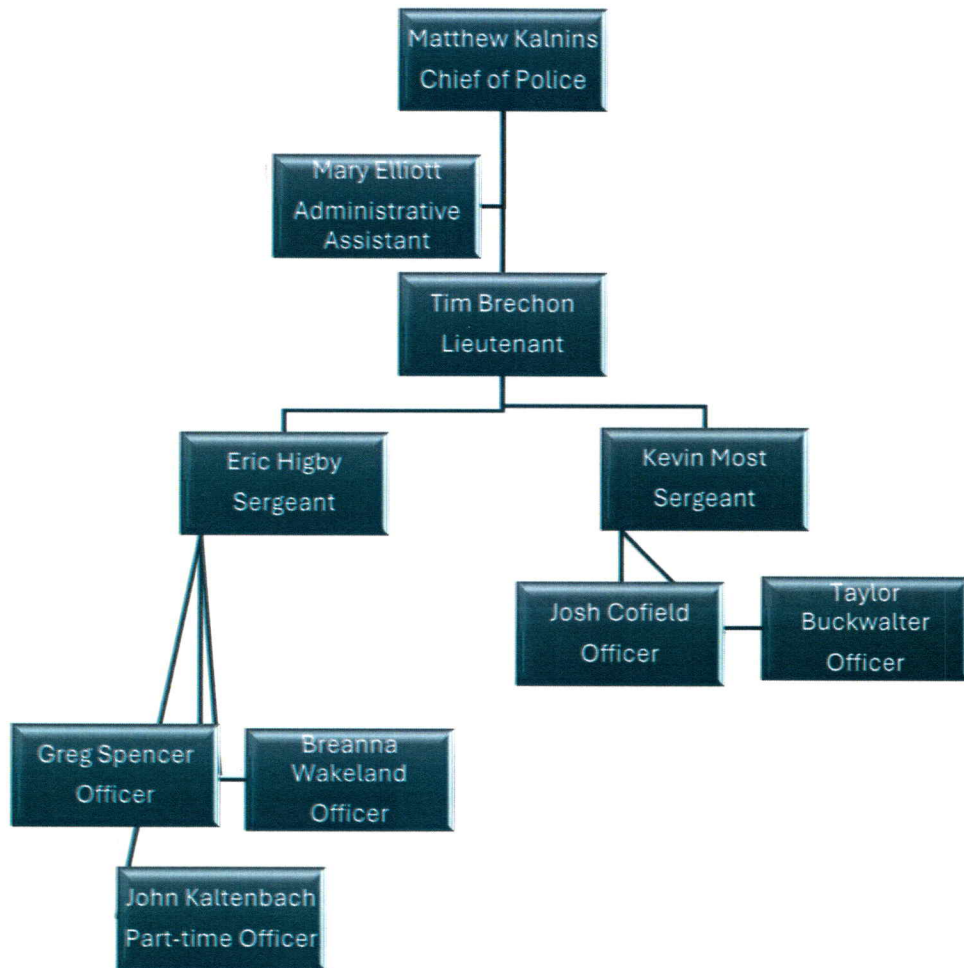 Matthew Kalnins
Chief of Police
Mary Elliott
Administrative
Assistant
Tim Brechon
Lieutenant
Eric Higby
Sergeant
Kevin Most
Sergeant
Josh Cofield
Officer
Taylor
Buckwalter
Officer
Greg Spencer
Officer
Breanna
Wakeland
Officer
John Kaltenbach
Part-time Officer